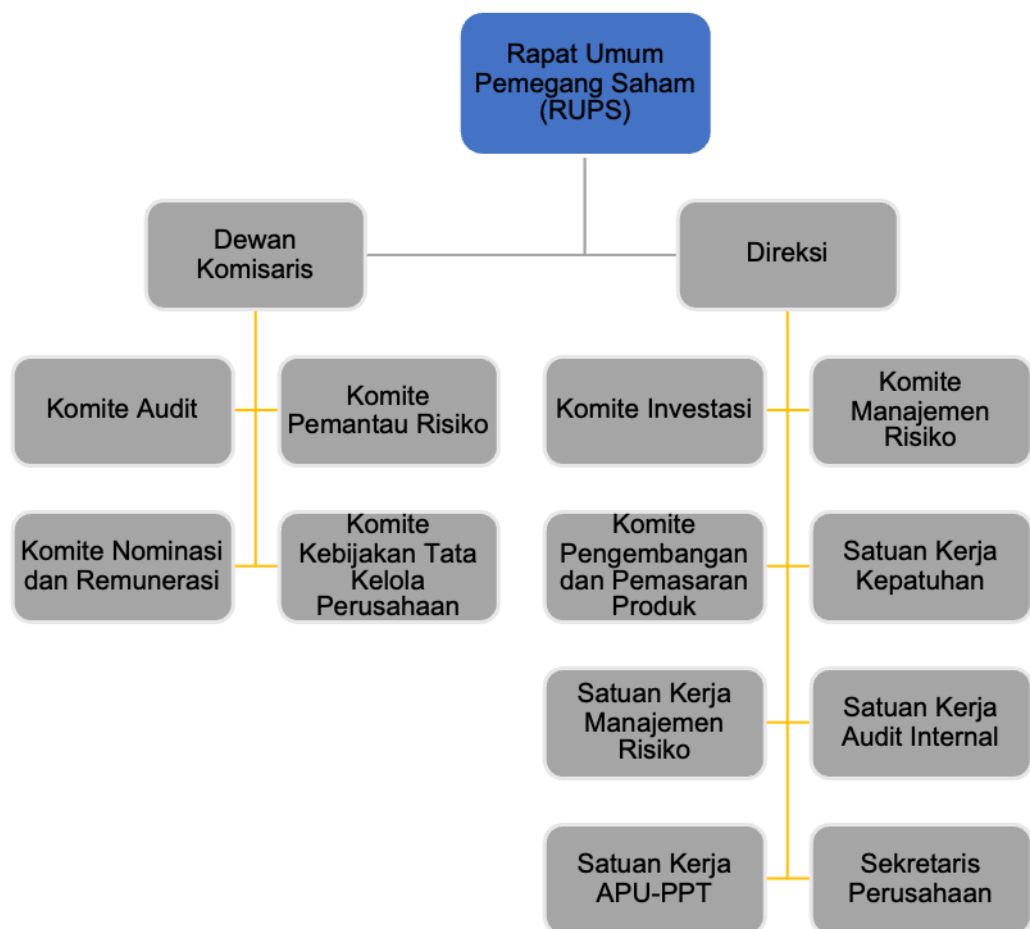 Rapat Umum
Pemegang Saham
(RUPS)
Dewan
Komisaris
Direksi
Komite Audit
Komite
Pemantau Risiko
Komite Investasi
Komite
Manajemen
Risiko
Komite Nominasi
dan Remunerasi
Komite
Kebijakan Tata
Kelola
Perusahaan
Komite
Pengembangan
dan Pemasaran
Produk
Satuan Kerja
Kepatuhan
Satuan Kerja
Manajemen
Risiko
Satuan Kerja
Audit Internal
Satuan Kerja
APU-PPT
Sekretaris
Perusahaan